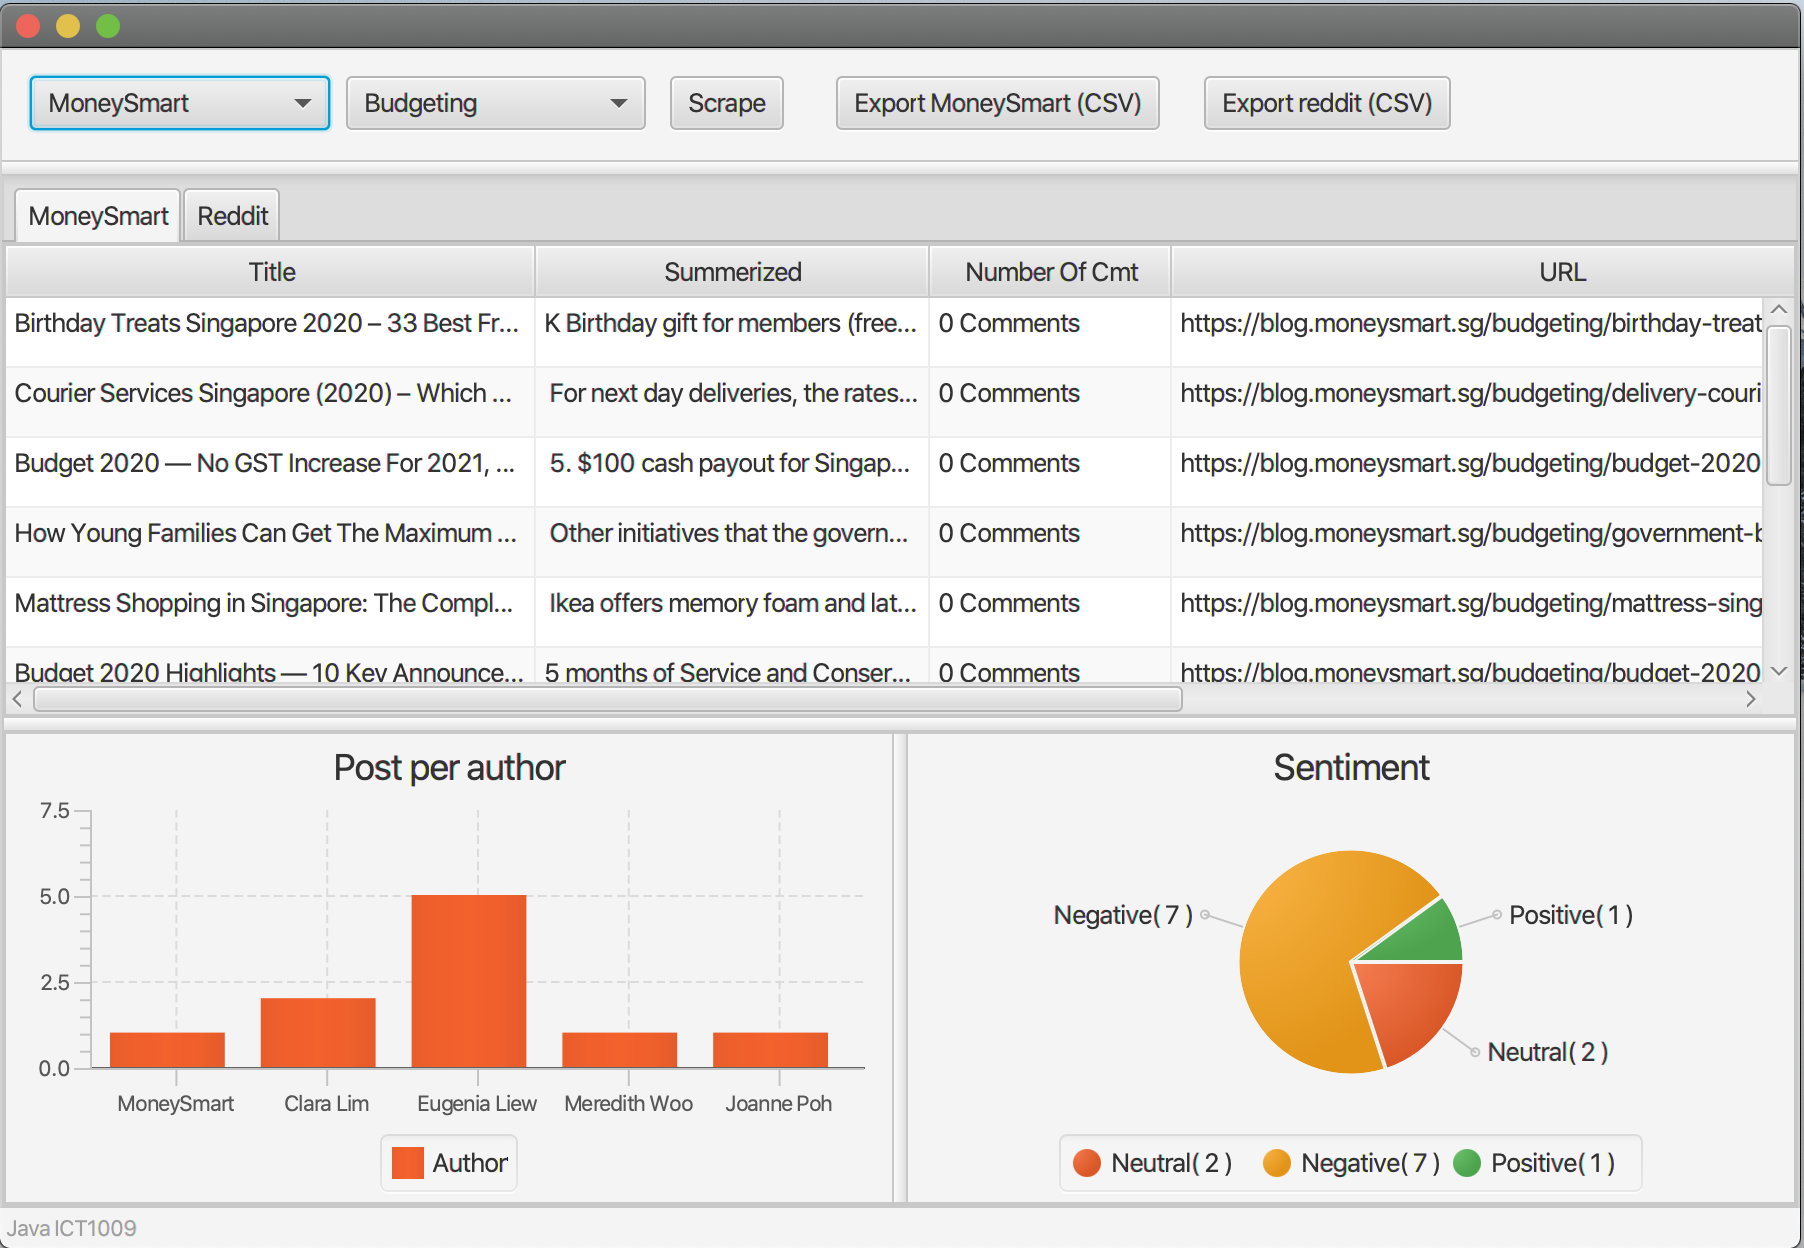 MoneySmart Budgeting Scrape Export MoneySmart (CSV) Export reddit (CSV)
MoneySmart Reddit
Title Summerized Number Of Cmt URL
Birthday Treats Singapore 2020 – 33 Best Fr... K Birthday gift for members (free... 0 Comments https://blog.moneysmart.sg/budgeting/birthday-treat
Courier Services Singapore (2020) – Which ... For next day deliveries, the rates... 0 Comments https://blog.moneysmart.sg/budgeting/delivery-couri
Budget 2020 — No GST Increase For 2021, ... 5. $100 cash payout for Singap... 0 Comments https://blog.moneysmart.sg/budgeting/budget-2020
How Young Families Can Get The Maximum ... Other initiatives that the govern... 0 Comments https://blog.moneysmart.sg/budgeting/government-b
Mattress Shopping in Singapore: The Compl... Ikea offers memory foam and lat... 0 Comments https://blog.moneysmart.sg/budgeting/mattress-sing
Budget 2020 Highlights — 10 Key Announce... 5 months of Service and Conser... 0 Comments https://blog.moneysmart.sg/budgeting/budget-2020
Post per author
7.5
5.0
2.5
0.0
MoneySmart Clara Lim Eugenia Liew Meredith Woo Joanne Poh
Author
Sentiment
Negative( 7 ) Positive( 1 )
Neutral( 2 )
Neutral( 2 ) Negative( 7 ) Positive( 1 )
Java ICT1009